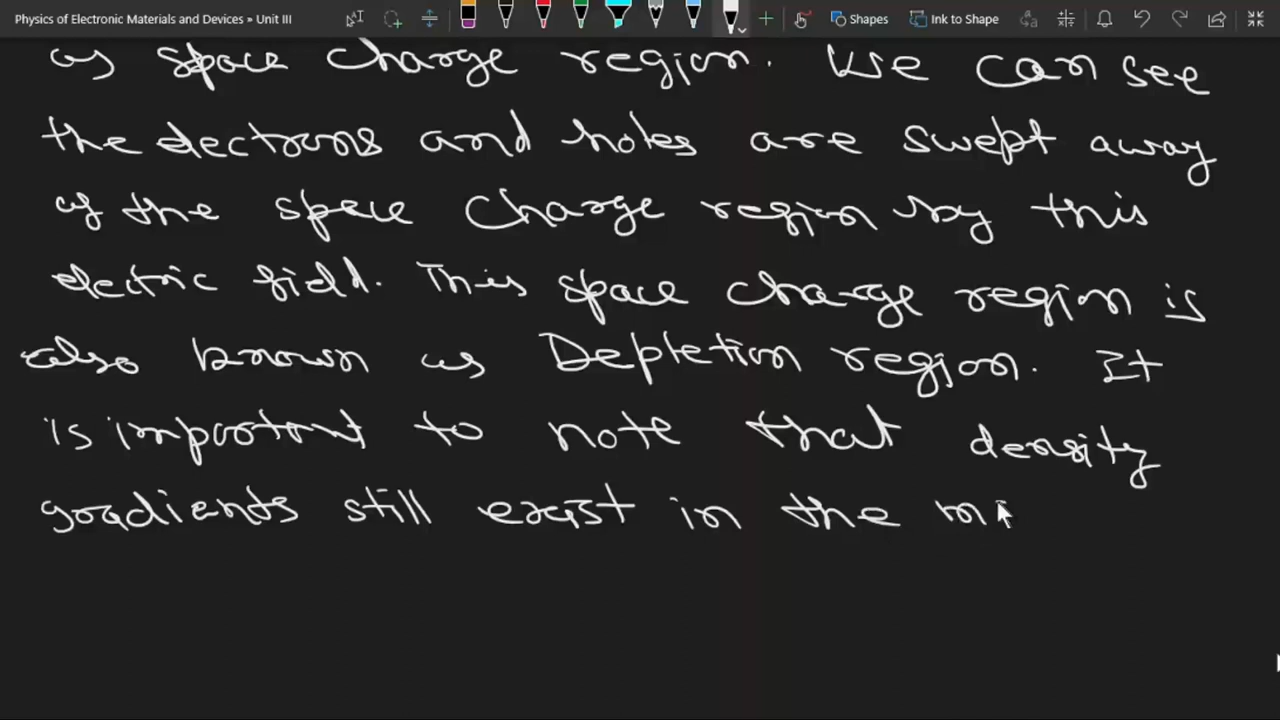 Physics of Electronic Materials and Devices » Unit III
Shapes
Ink to Shape
as space charge region. We can see
the electrons and holes are swept away
of the space charge region by this
electric field. This space charge region is
also known as Depletion region. It
is important to note that density
gradients still exist in the m